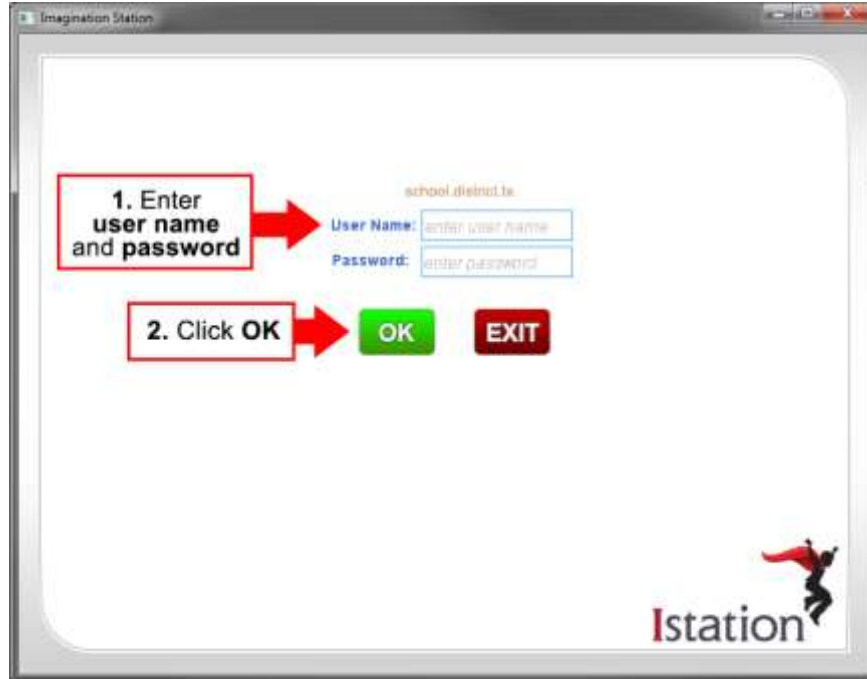 Imagination Station
school.district.tx
1. Enter
user name
and password
User Name:
enter user name
Password:
enter password
2. Click OK
OK
EXIT
Istation